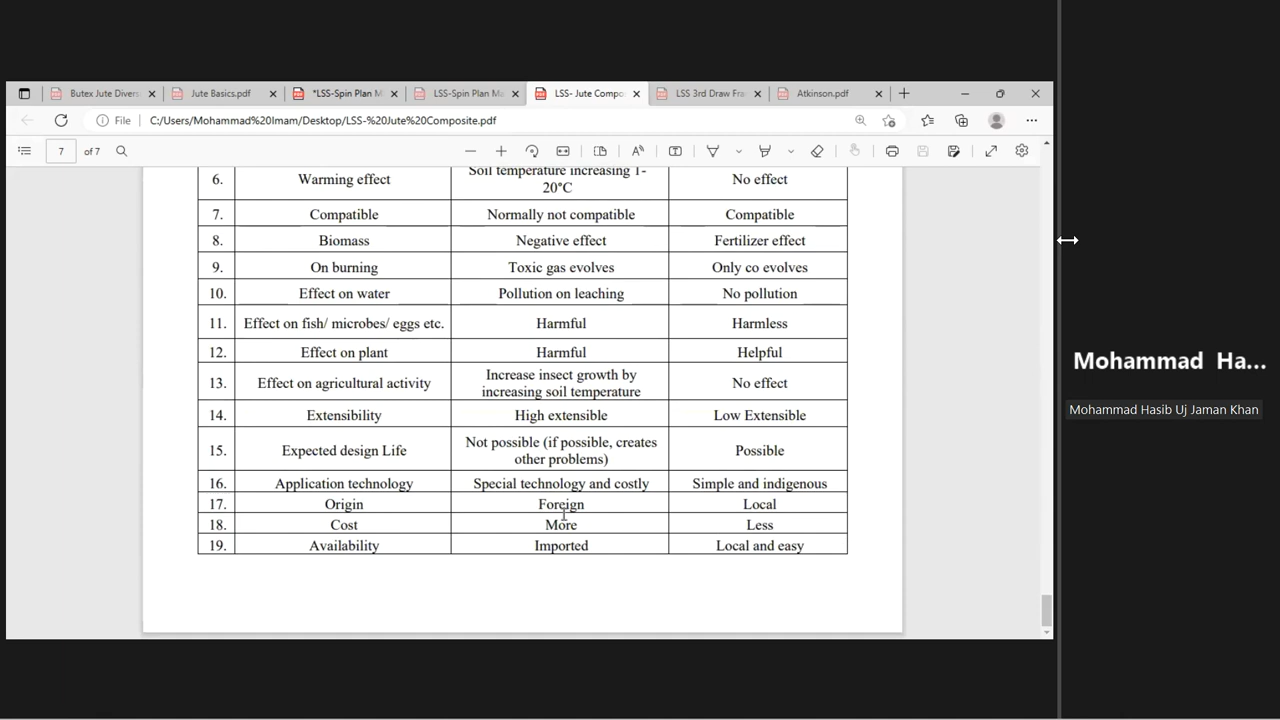 Butex Jute Divers
Jute Basics.pdf
*LSS-Spin Plan M
LSS-Spin Plan Ma
LSS- Jute Compo
LSS 3rd Draw Fra
Atkinson.pdf
File C:/Users/Mohammad%20Imam/Desktop/LSS-%20Jute%20Composite.pdf
7 of 7
6. Warming effect Soil temperature increasing 1-
20°C No effect
7. Compatible Normally not compatible Compatible
8. Biomass Negative effect Fertilizer effect
9. On burning Toxic gas evolves Only co evolves
10. Effect on water Pollution on leaching No pollution
11. Effect on fish/ microbes/ eggs etc. Harmful Harmless
12. Effect on plant Harmful Helpful
13. Effect on agricultural activity Increase insect growth by
increasing soil temperature No effect
14. Extensibility High extensible Low Extensible
15. Expected design Life Not possible (if possible, creates
other problems) Possible
16. Application technology Special technology and costly Simple and indigenous
17. Origin Foreign Local
18. Cost More Less
19. Availability Imported Local and easy
Mohammad Ha...
Mohammad Hasib Uj Jaman Khan